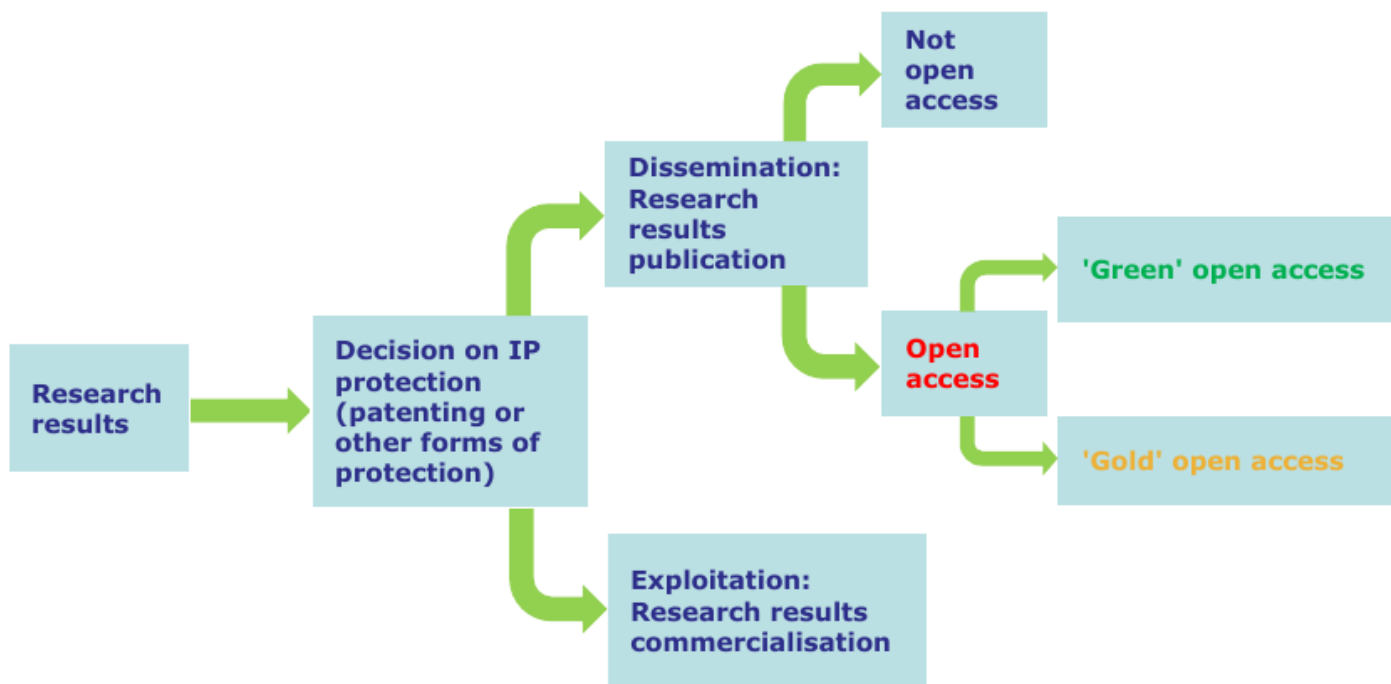 Research
results
Decision on IP
protection
(patenting or
other forms of
protection)
Dissemination:
Research
results
publication
Not
open
access
Open
access
'Green' open access
'Gold' open access
Exploitation:
Research results
commercialisation